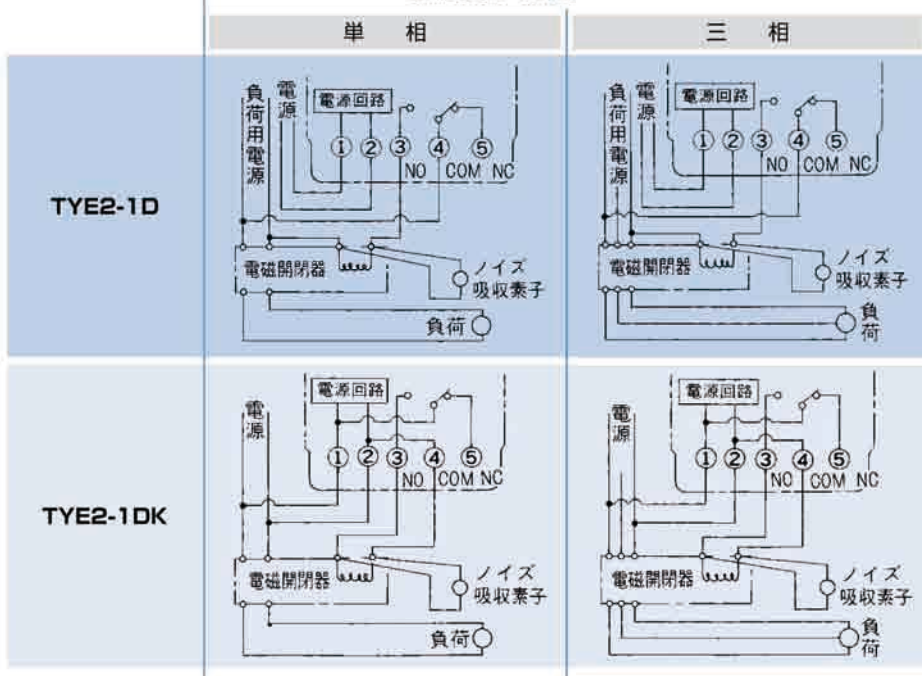 単 相
三 相
TYE2-1D
負荷用電源
電源
電源回路
① ② ③ ④ ⑤
NO COM NC
電磁開閉器
ノイズ
吸収素子
負荷
負荷用電源
電源
電源回路
① ② ③ ④ ⑤
NO COM NC
電磁開閉器
ノイズ
吸収素子
負荷
TYE2-1DK
電源
電源回路
① ② ③ ④ ⑤
NO COM NC
電磁開閉器
ノイズ
吸収素子
負荷
電源
電源回路
① ② ③ ④ ⑤
NO COM NC
電磁開閉器
ノイズ
吸収素子
負荷